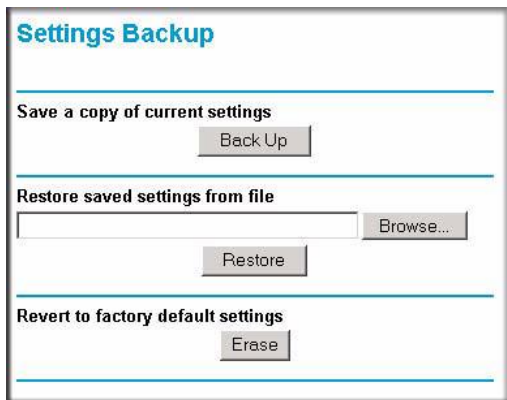 Settings Backup
Save a copy of current settings
Back Up
Restore saved settings from file
Browse...
Restore
Revert to factory default settings
Erase